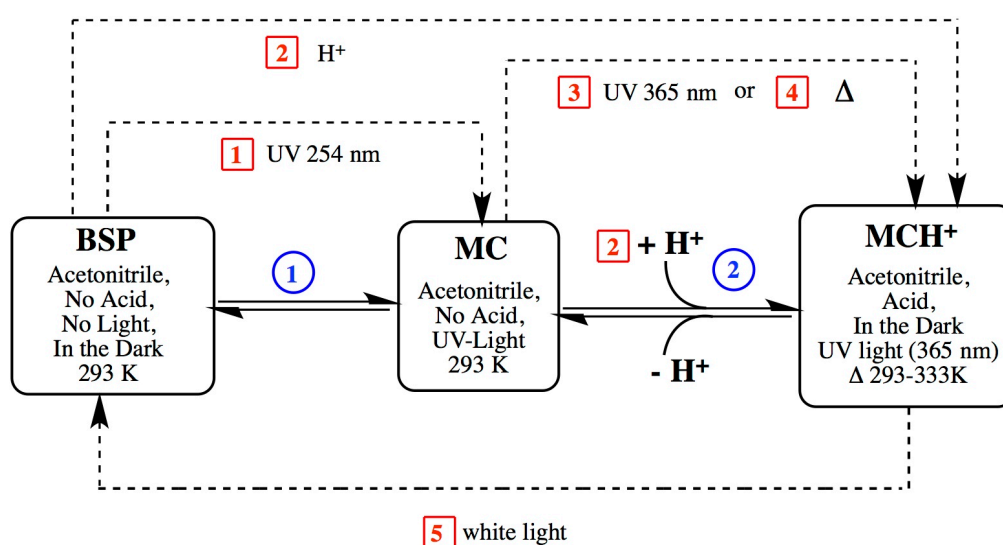 2 H⁺
3 UV 365 nm or 4 Δ
1 UV 254 nm
BSP
Acetonitrile,
No Acid,
No Light,
In the Dark
293 K
1
MC
Acetonitrile,
No Acid,
UV-Light
293 K
2 + H⁺
2
- H⁺
MCH⁺
Acetonitrile,
Acid,
In the Dark
UV light (365 nm)
Δ 293-333K
5 white light